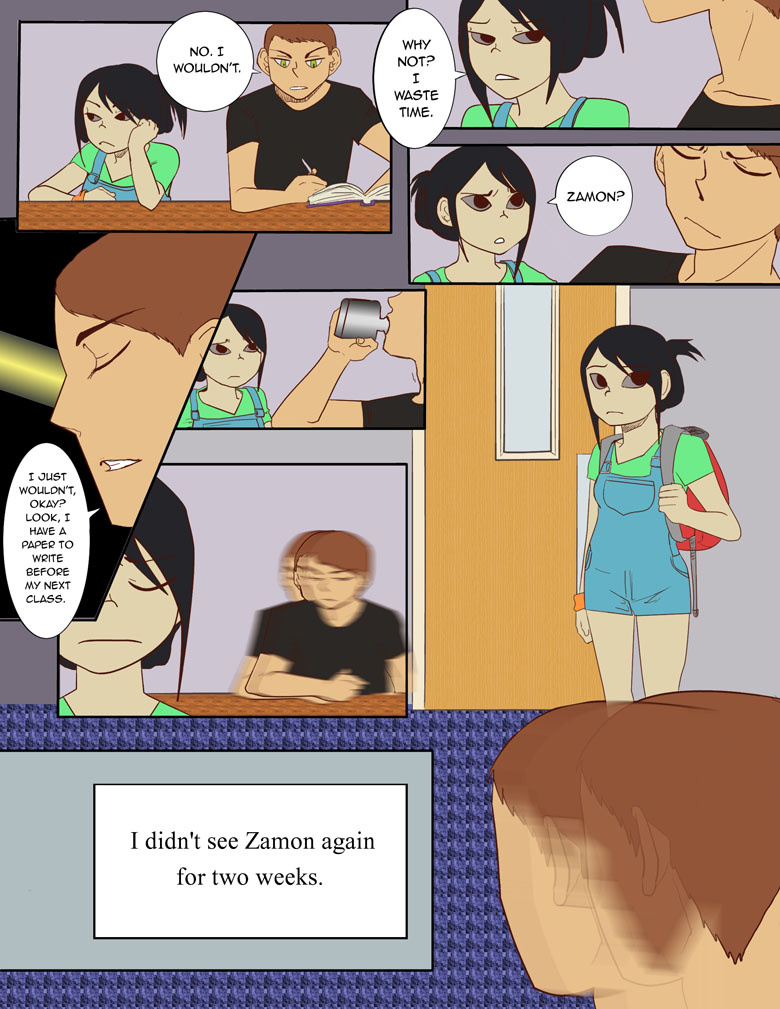 NO. I
WOULDN'T.
WHY
NOT?
I
WASTE
TIME.
ZAMON?
I JUST
WOULDN'T,
OKAY?
LOOK, I
HAVE A
PAPER TO
WRITE
BEFORE
MY NEXT
CLASS.
I didn't see Zamon again
for two weeks.